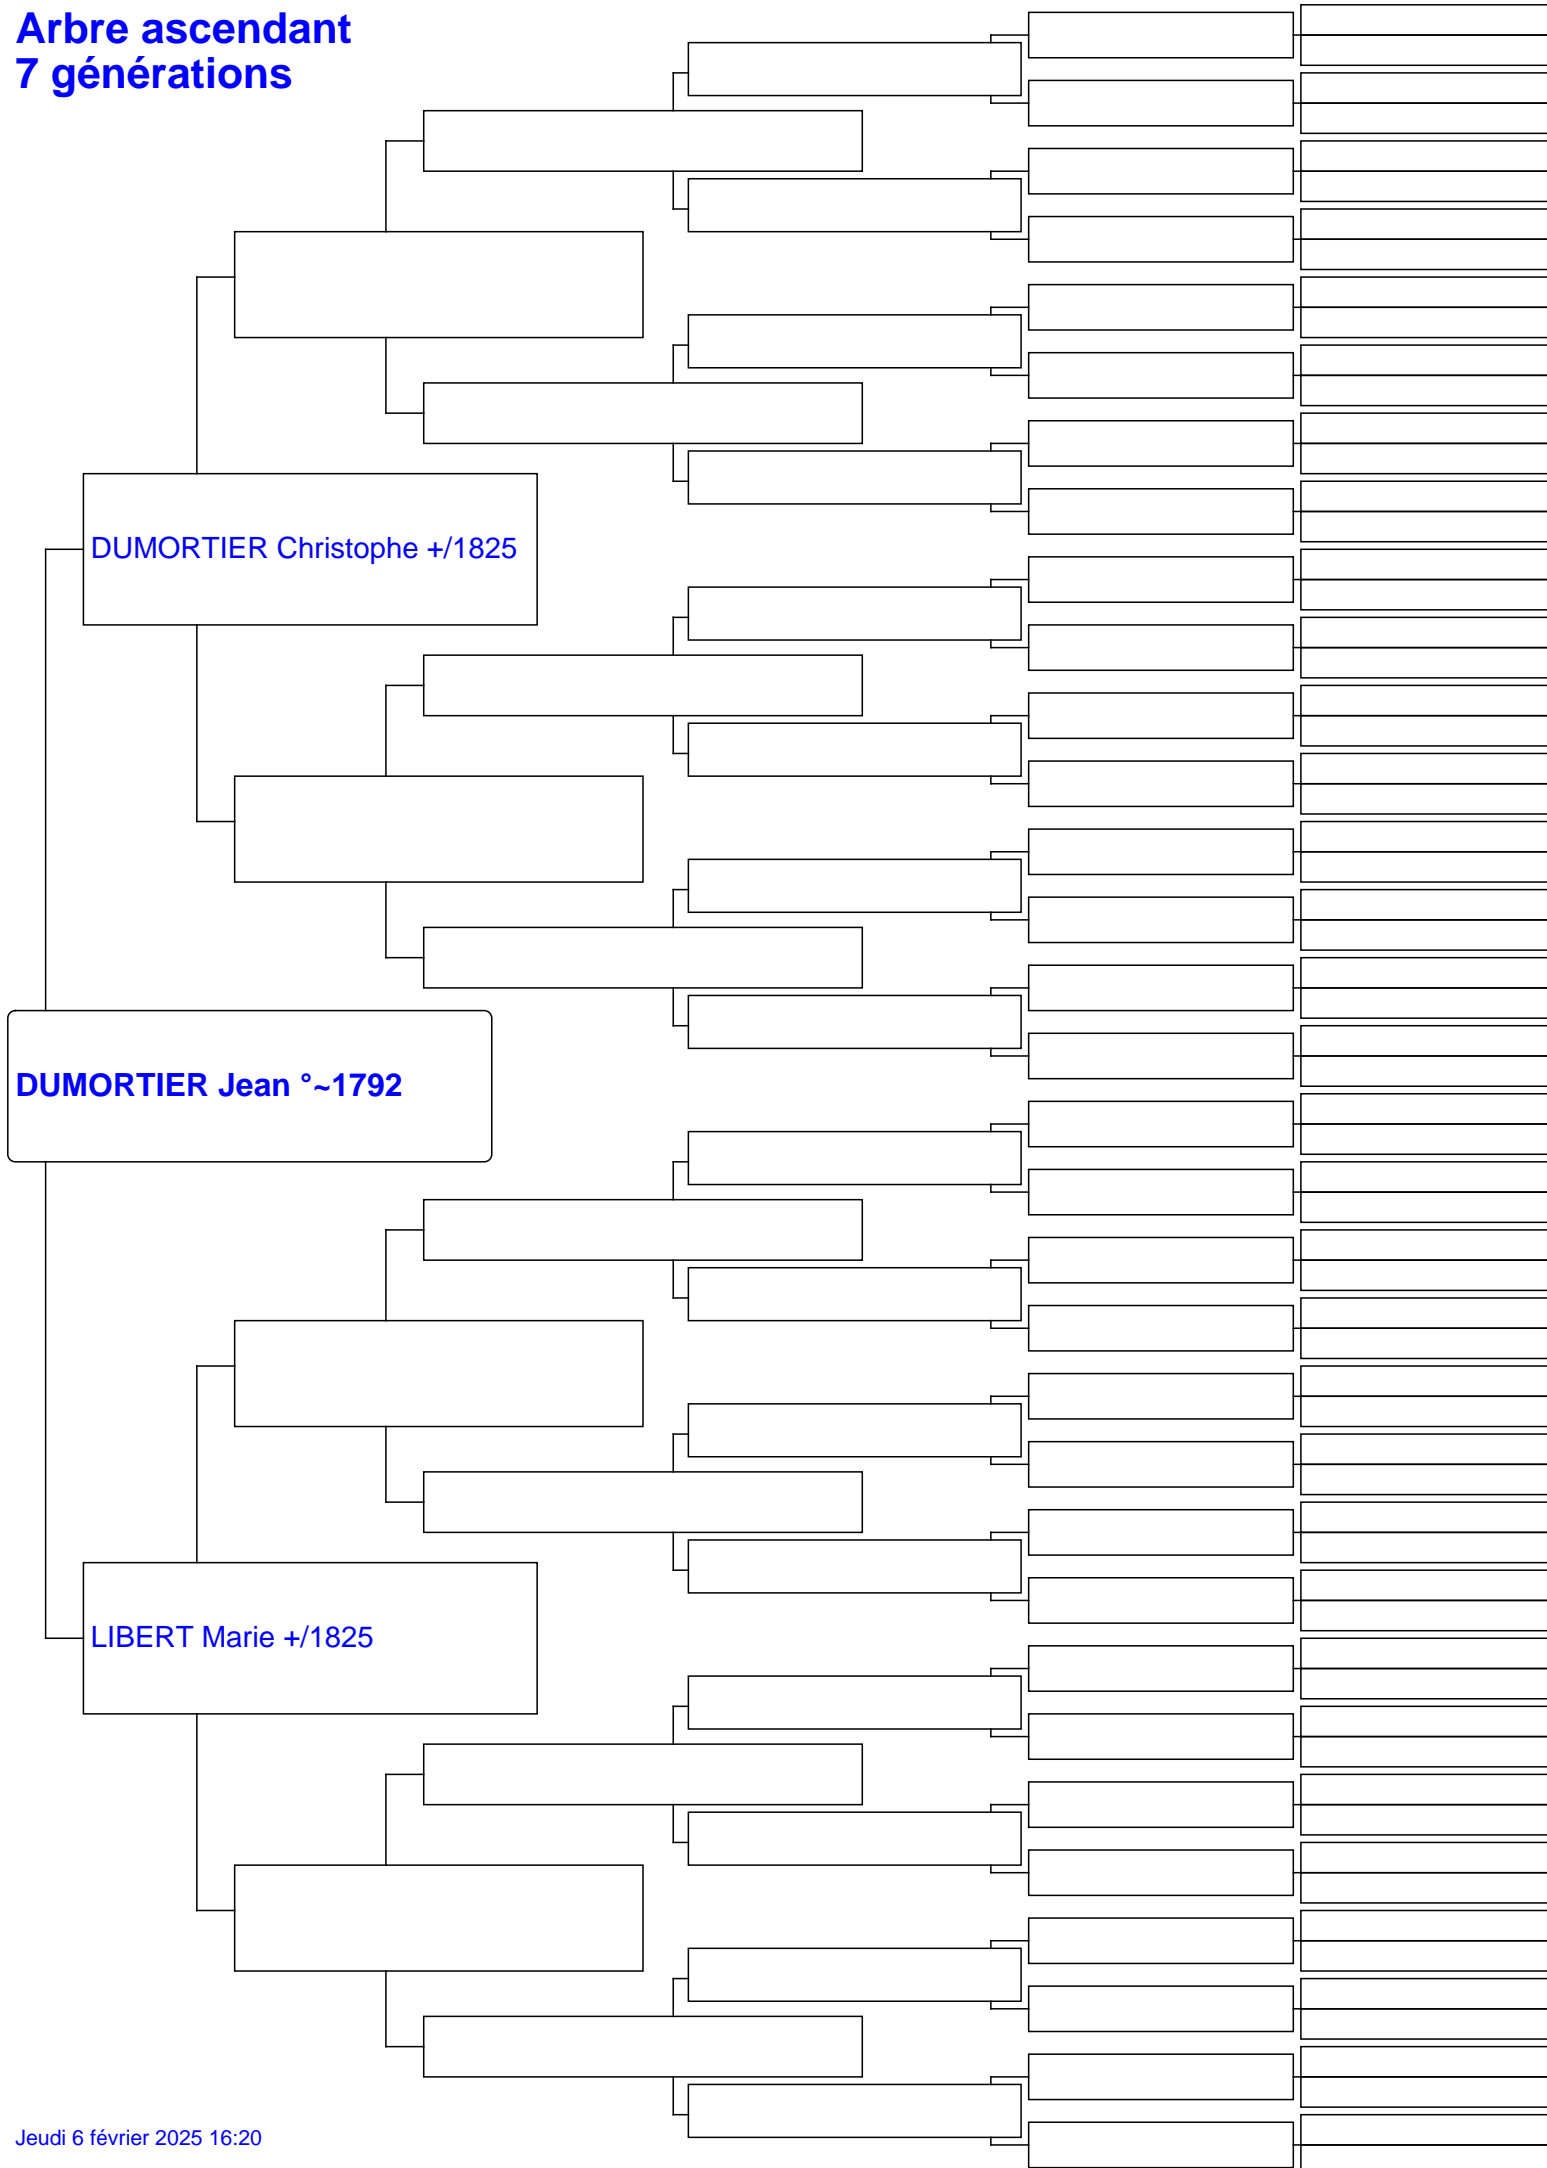 Arbre ascendant
7 générations
DUMORTIER Christophe +/1825
DUMORTIER Jean °~1792
LIBERT Marie +/1825
Jeudi 6 février 2025 16:20